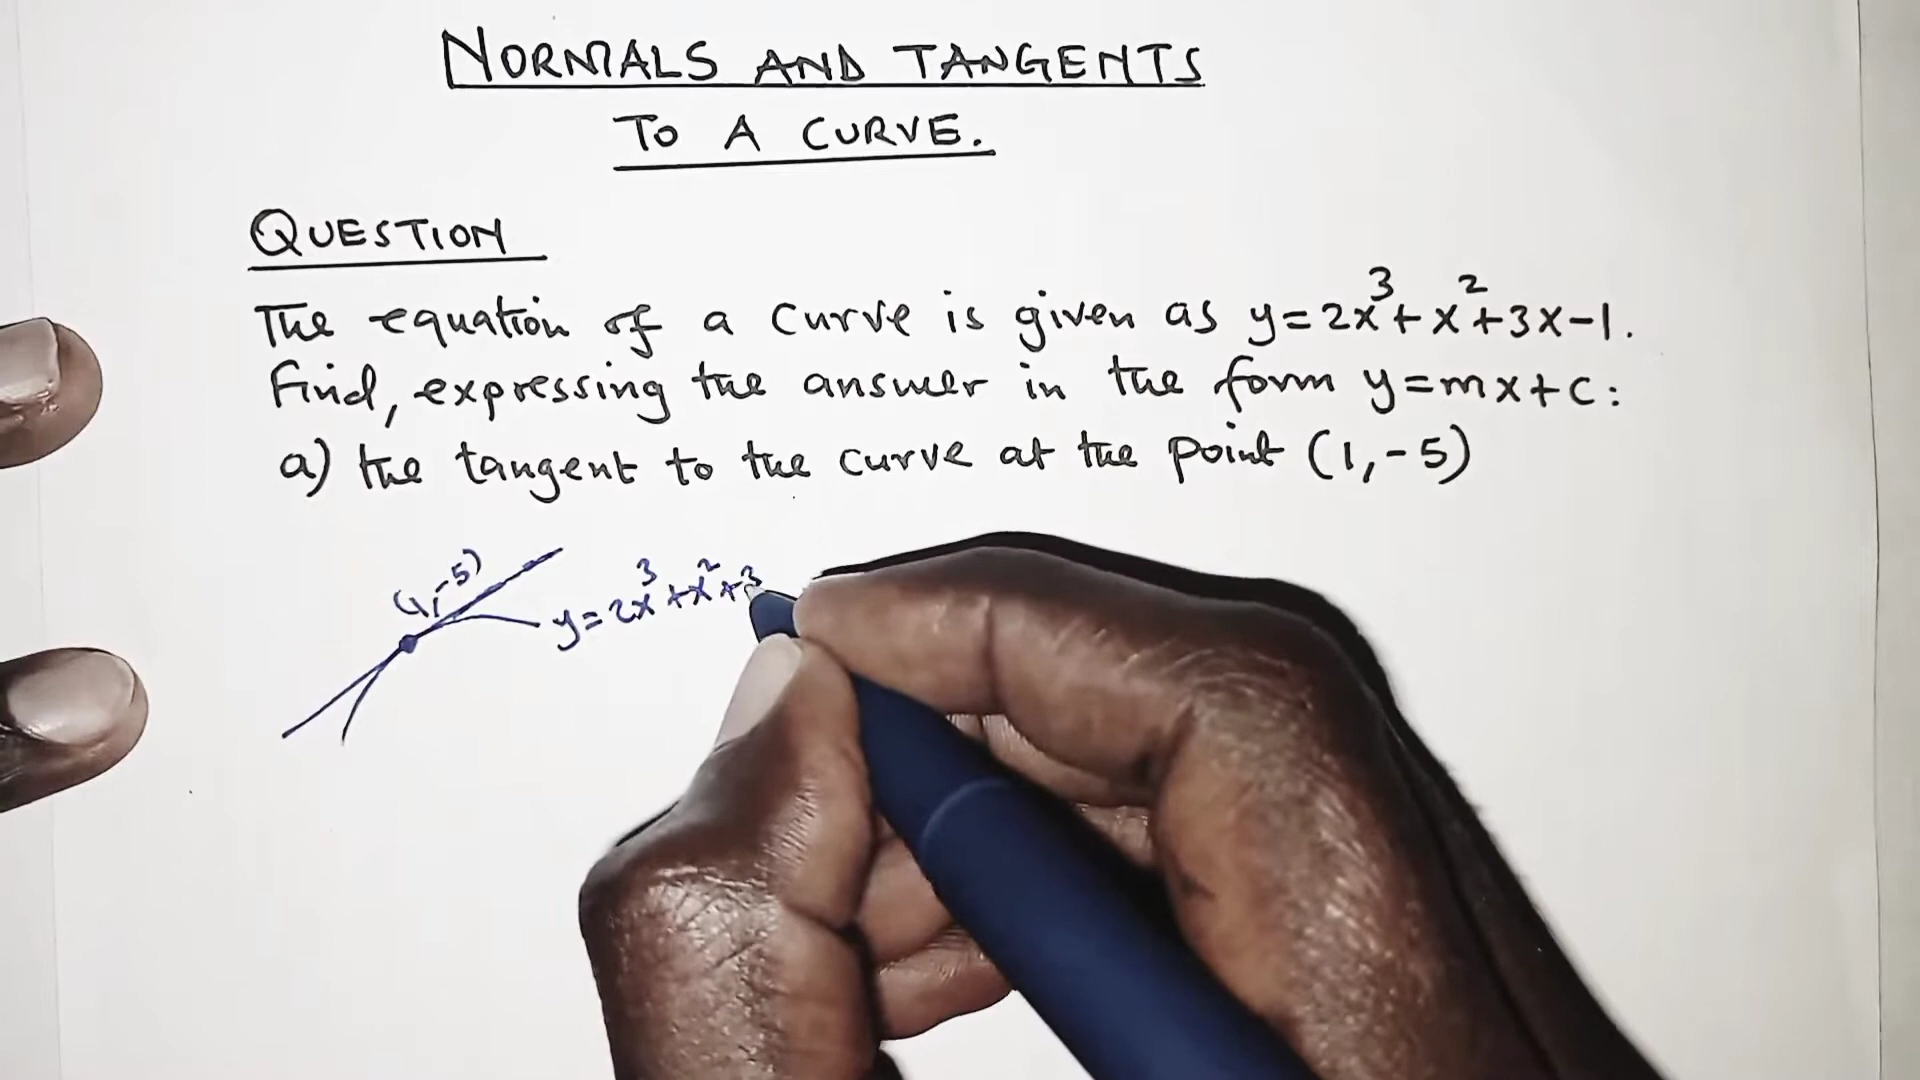 NORMALS AND TANGENTS
TO A CURVE.
QUESTION
The equation of a curve is given as y=2x³+x²+3x-1.
Find, expressing the answer in the form y=mx+c:
a) the tangent to the curve at the point (1,-5)
(1,-5)
y=2x³+x²+3